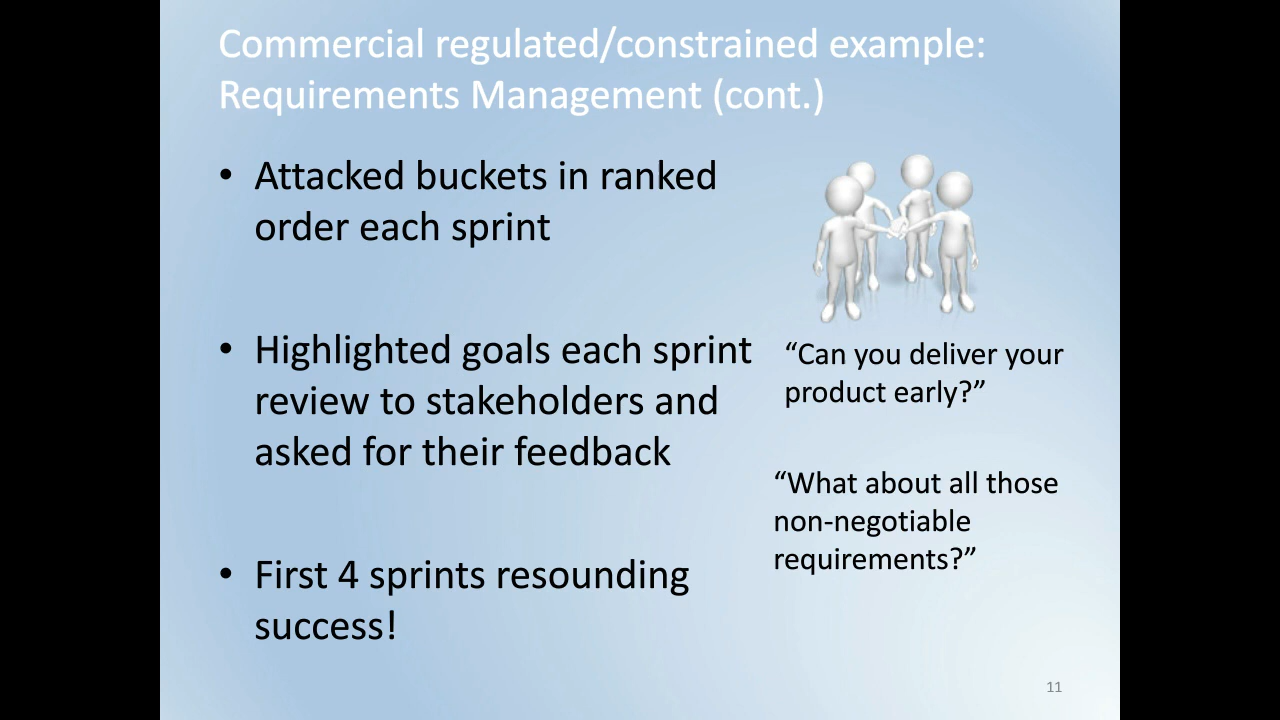 Commercial regulated/constrained example:
Requirements Management (cont.)
• Attacked buckets in ranked
order each sprint
• Highlighted goals each sprint
review to stakeholders and
asked for their feedback
• First 4 sprints resounding
success!
“Can you deliver your
product early?”
“What about all those
non-negotiable
requirements?”
11